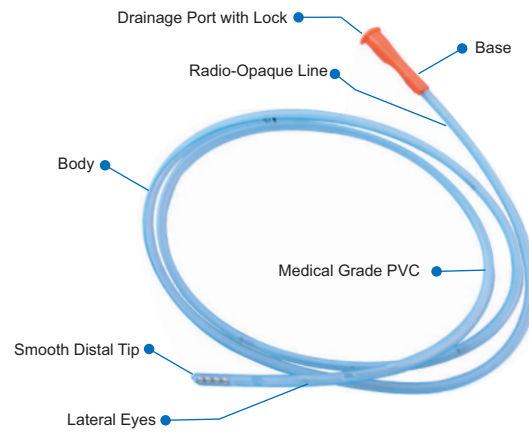 Drainage Port with Lock
Base
Radio-Opaque Line
Body
Medical Grade PVC
Smooth Distal Tip
Lateral Eyes